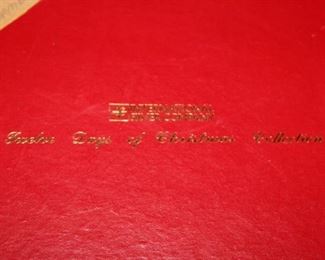 INTERNATIONAL
SILVER COMPANY
Twelve Days of Christmas Collection